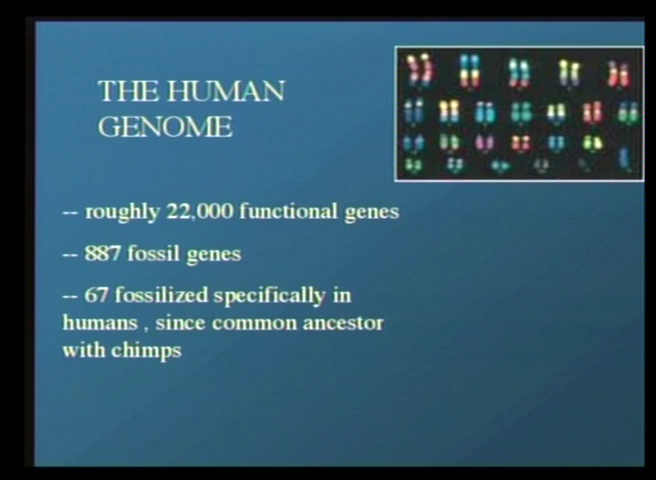 THE HUMAN
GENOME
-- roughly 22,000 functional genes
-- 887 fossil genes
-- 67 fossilized specifically in
humans , since common ancestor
with chimps